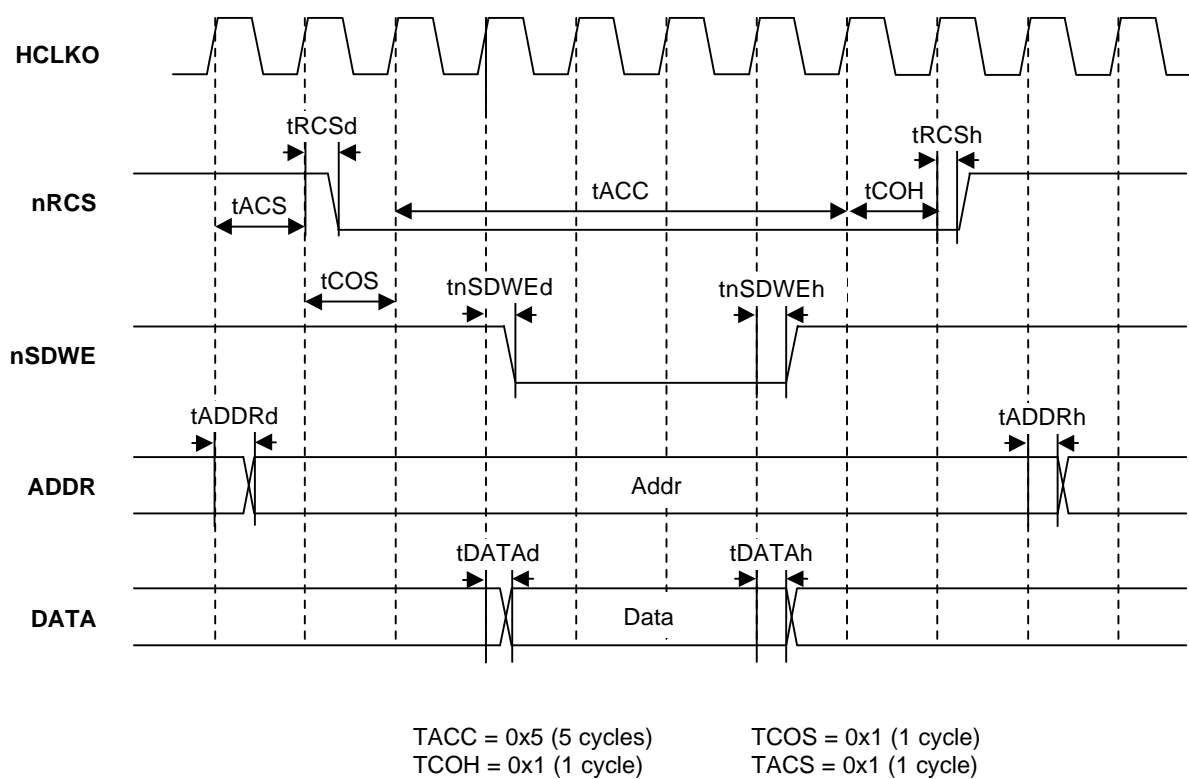 HCLKO
tRCSd
tRCSh
nRCS
tACS
tACC
tCOH
tCOS
tnSDWEd
tnSDWEh
nSDWE
tADDRd
tADDRh
ADDR
Addr
tDATAd
tDATAh
DATA
Data
TACC = 0x5 (5 cycles)
TCOS = 0x1 (1 cycle)
TCOH = 0x1 (1 cycle)
TACS = 0x1 (1 cycle)